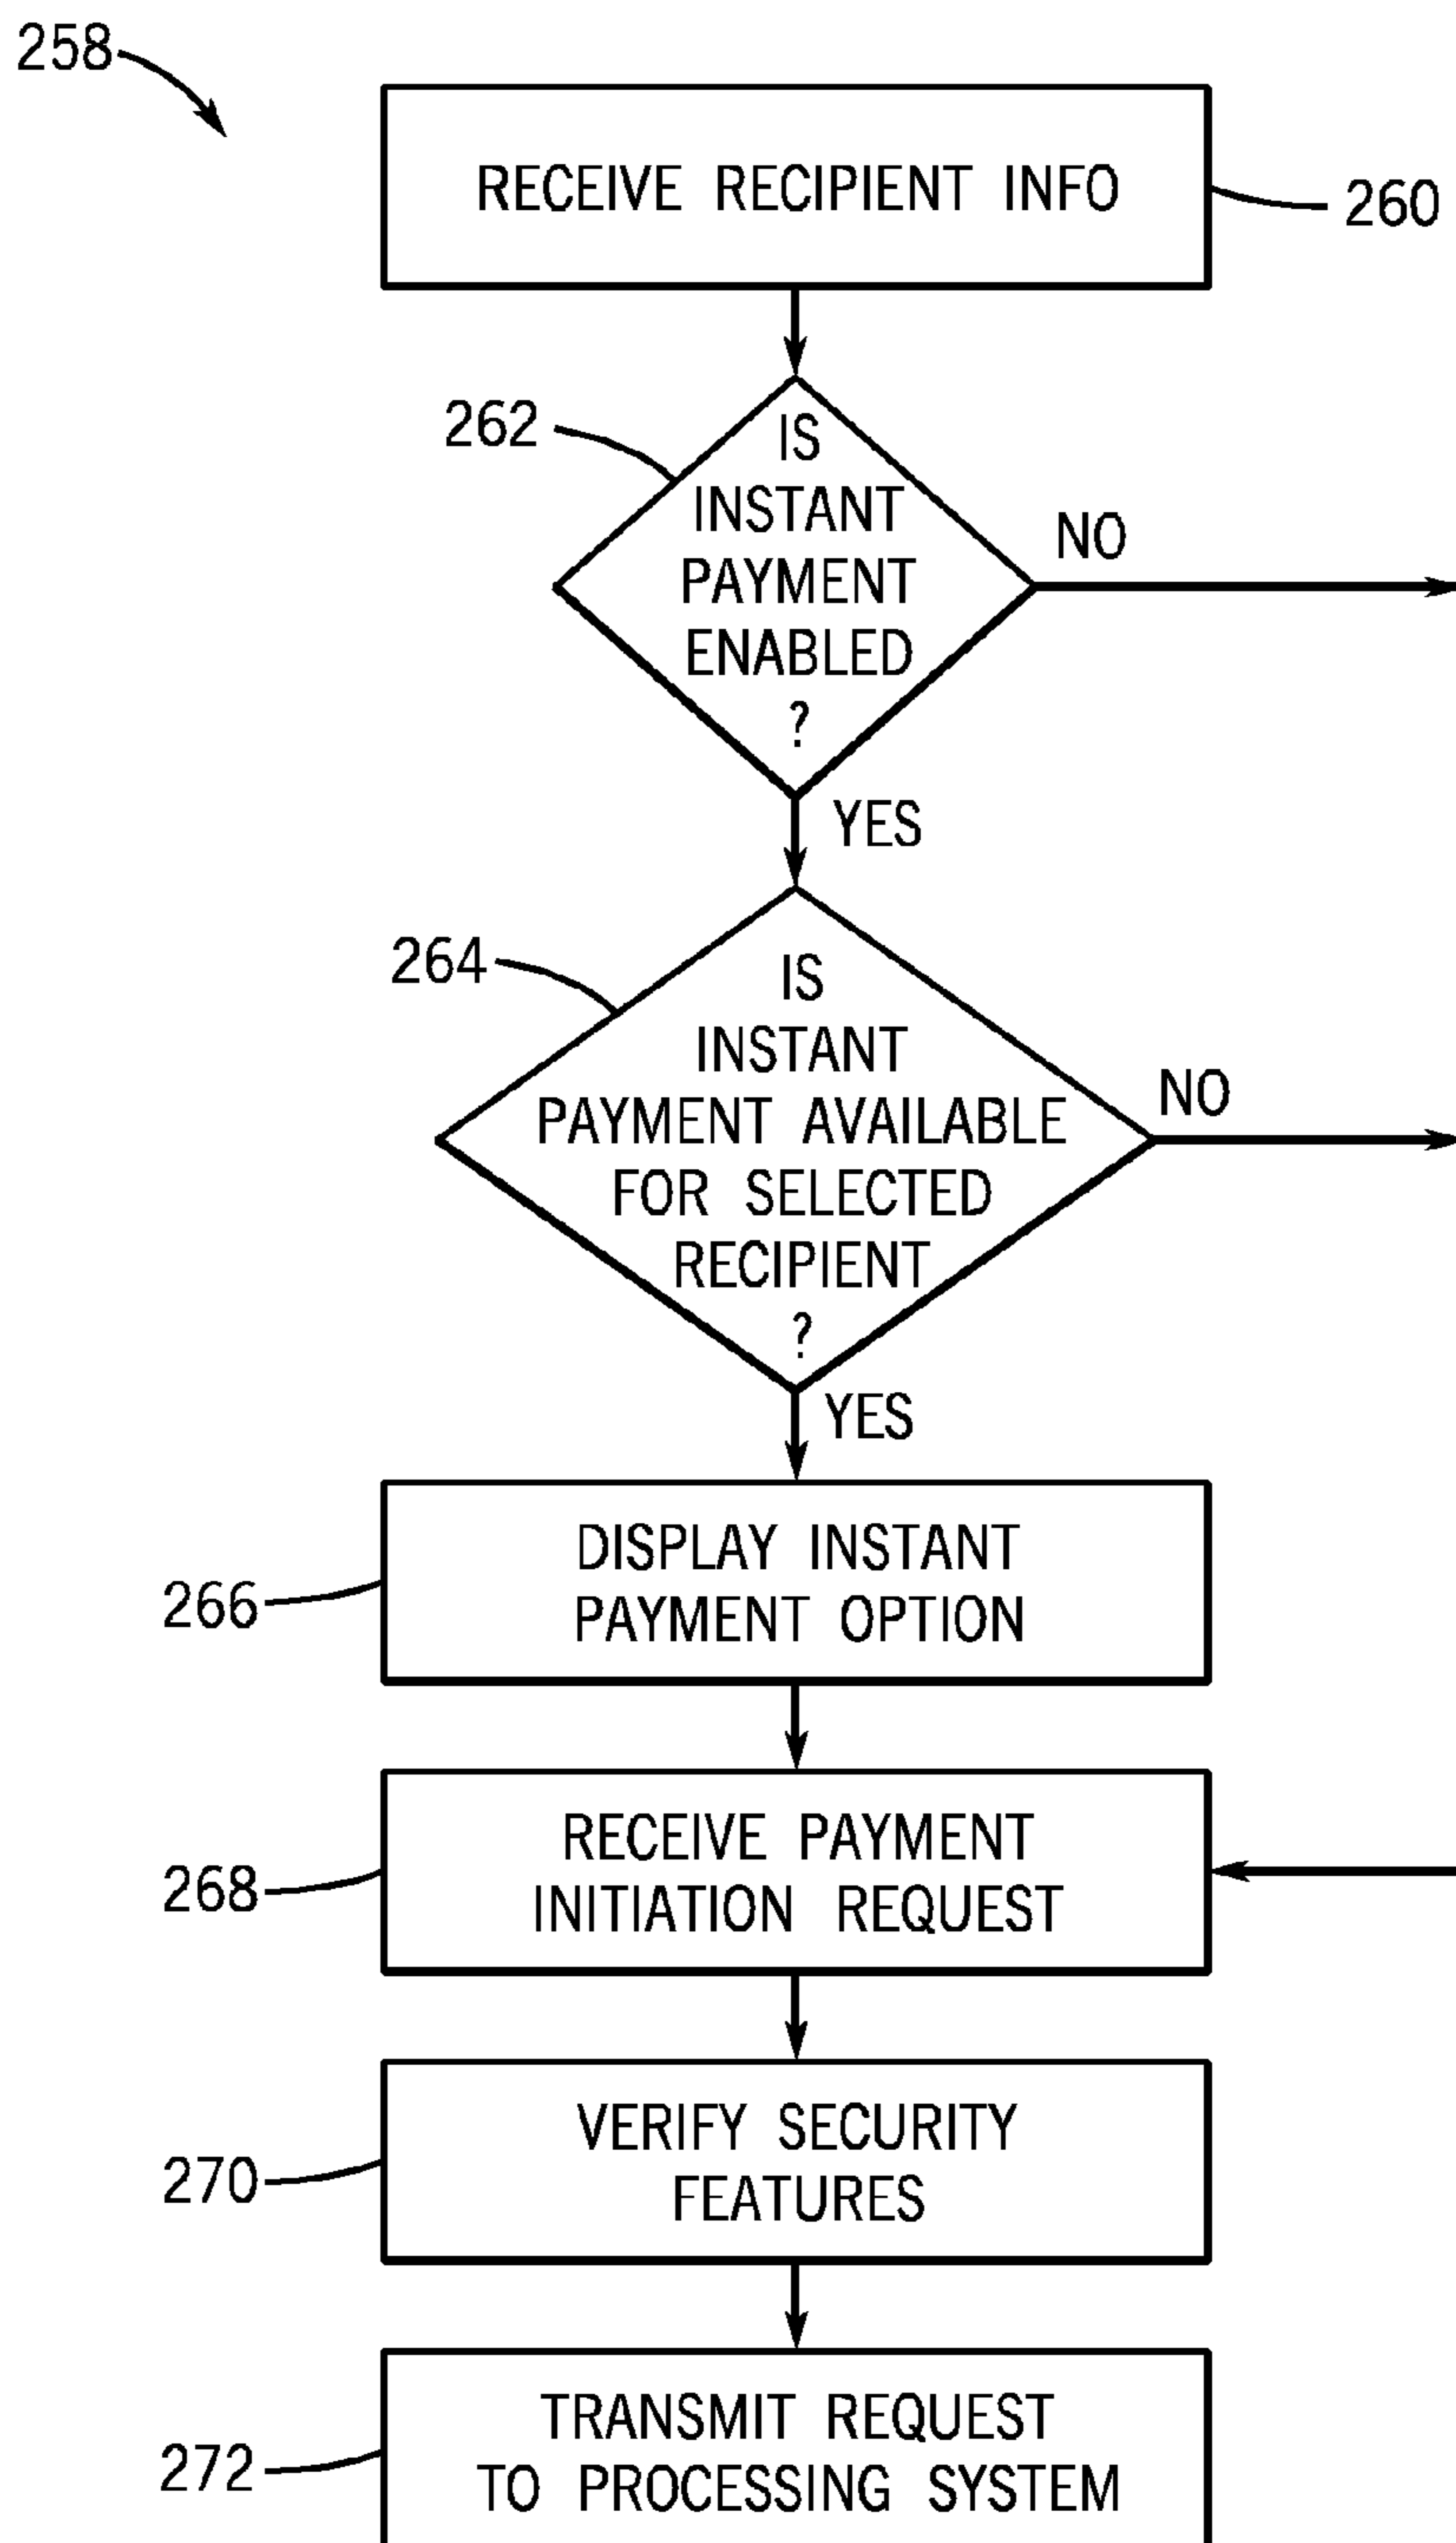 258
RECEIVE RECIPIENT INFO
260
262
IS
INSTANT
PAYMENT
ENABLED
?
NO
YES
264
IS
INSTANT
PAYMENT AVAILABLE
FOR SELECTED
RECIPIENT
?
NO
YES
266
DISPLAY INSTANT
PAYMENT OPTION
268
RECEIVE PAYMENT
INITIATION REQUEST
270
VERIFY SECURITY
FEATURES
272
TRANSMIT REQUEST
TO PROCESSING SYSTEM